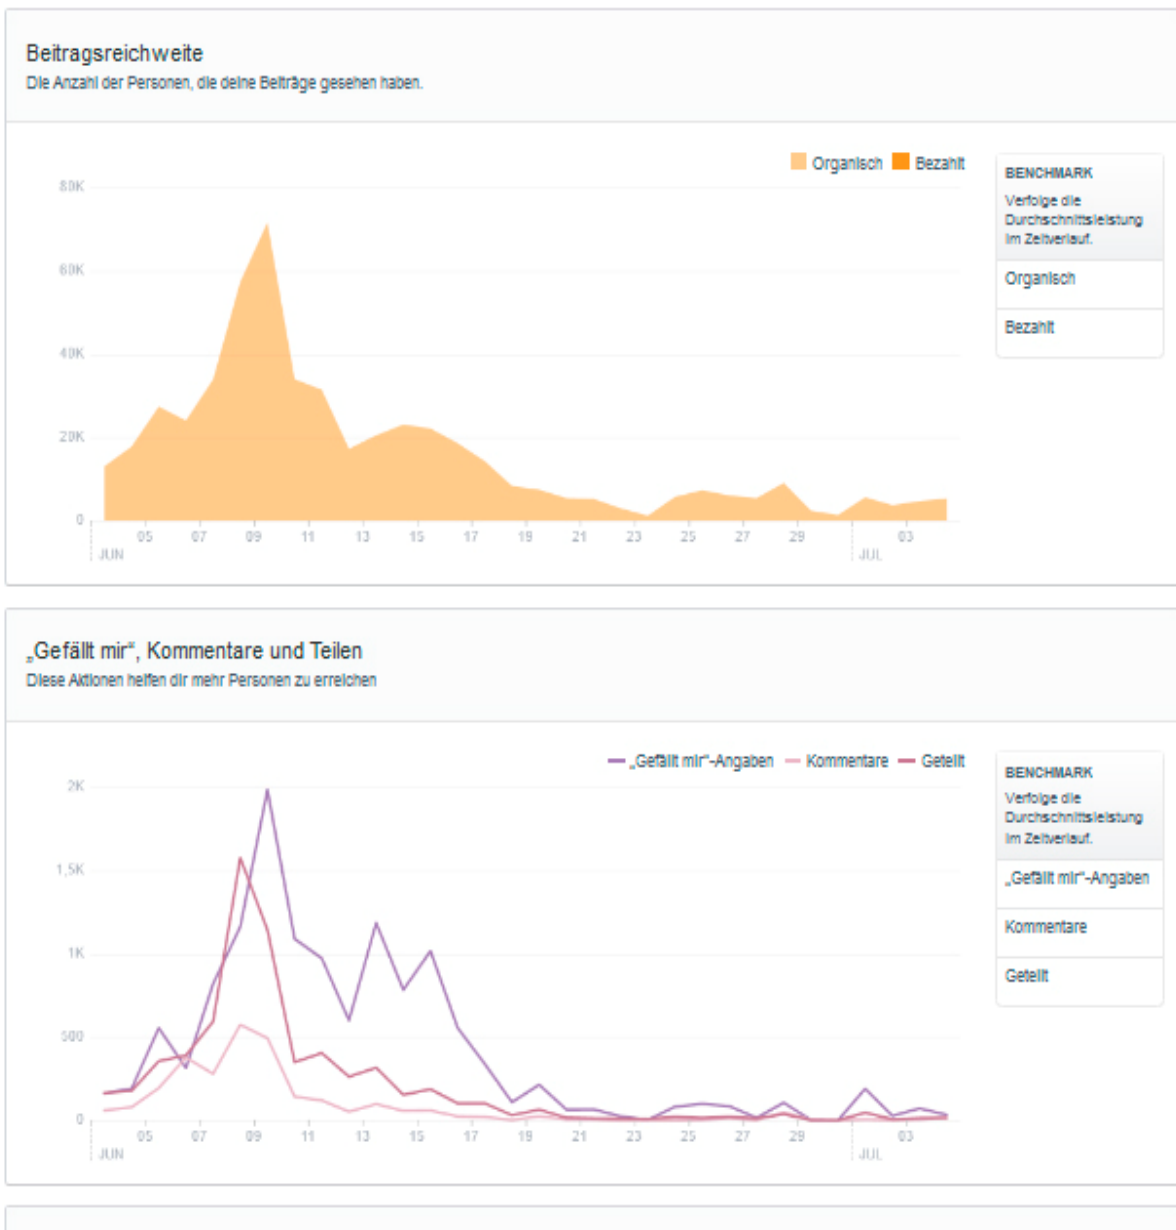 Beitragsreichweite
Die Anzahl der Personen, die deine Beiträge gesehen haben.
Organisch Bezahlt
80K
60K
40K
20K
0
05 07 09 11 13 15 17 19 21 23 25 27 29 03
JUN JUL
BENCHMARK
Verfolge die
Durchschnittsleistung
im Zeitverlauf.
Organisch
Bezahlt
„Gefällt mir“, Kommentare und Teilen
Diese Aktionen helfen dir mehr Personen zu erreichen
„Gefällt mir“-Angaben Kommentare Geteilt
2K
1,5K
1K
500
0
05 07 09 11 13 15 17 19 21 23 25 27 29 03
JUN JUL
BENCHMARK
Verfolge die
Durchschnittsleistung
im Zeitverlauf.
„Gefällt mir“-Angaben
Kommentare
Geteilt